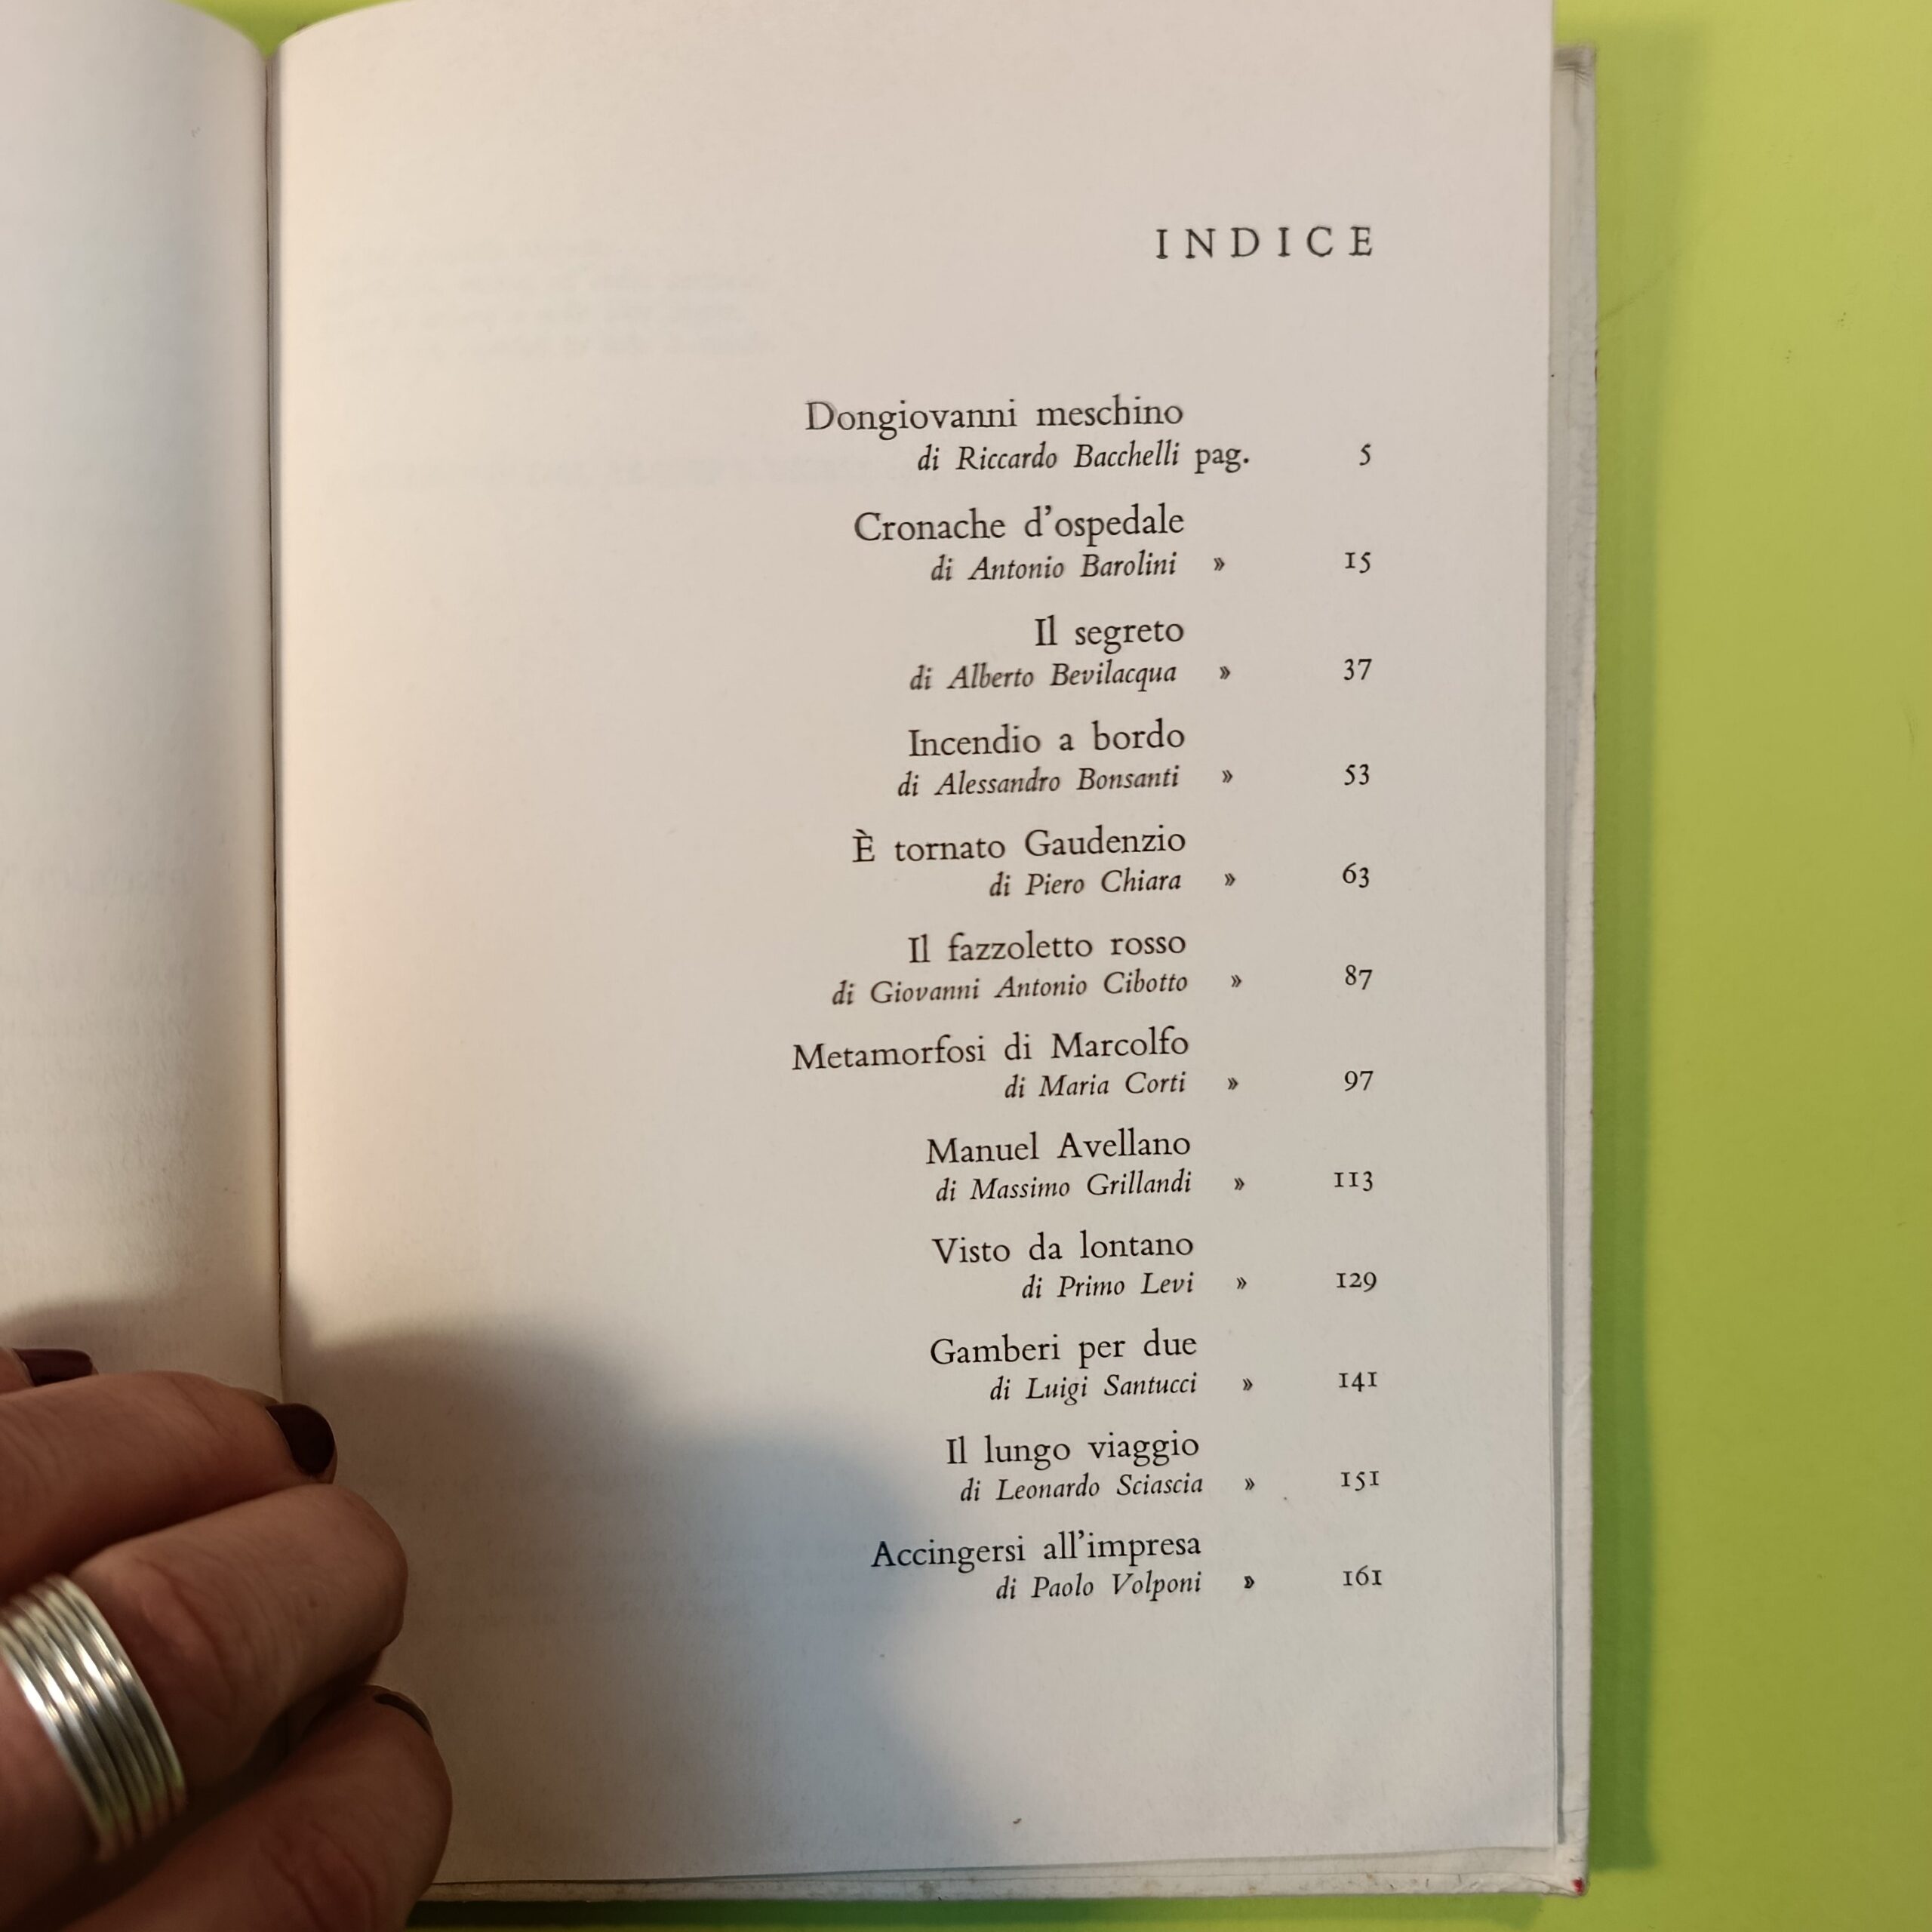 INDICE
Dongiovanni meschino
di Riccardo Bacchelli pag. 5
Cronache d'ospedale
di Antonio Barolini » 15
Il segreto
di Alberto Bevilacqua » 37
Incendio a bordo
di Alessandro Bonsanti » 53
È tornato Gaudenzio
di Piero Chiara » 63
Il fazzoletto rosso
di Giovanni Antonio Cibotto » 87
Metamorfosi di Marcolfo
di Maria Corti » 97
Manuel Avellano
di Massimo Grillandi » 113
Visto da lontano
di Primo Levi » 129
Gamberi per due
di Luigi Santucci » 141
Il lungo viaggio
di Leonardo Sciascia » 151
Accingersi all'impresa
di Paolo Volponi » 161